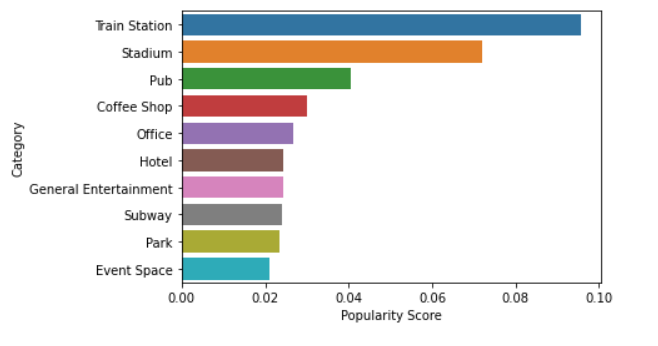 Train Station
Stadium
Pub
Coffee Shop
Office
Hotel
General Entertainment
Subway
Park
Event Space
Category
0.00 0.02 0.04 0.06 0.08 0.10
Popularity Score